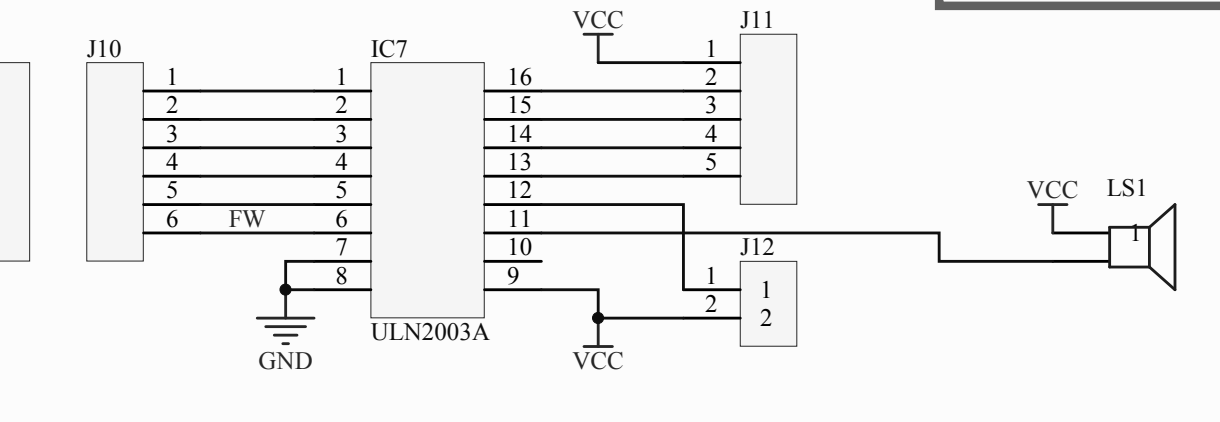 VCC J11
J10 IC7
1 1 16 1
2 2 15 2
3 3 14 3
4 4 13 4
5 5 12 5
6 FW 6 11
7 10
8 9
VCC LS1
1
J12
1 1
2 2
ULN2003A
GND VCC